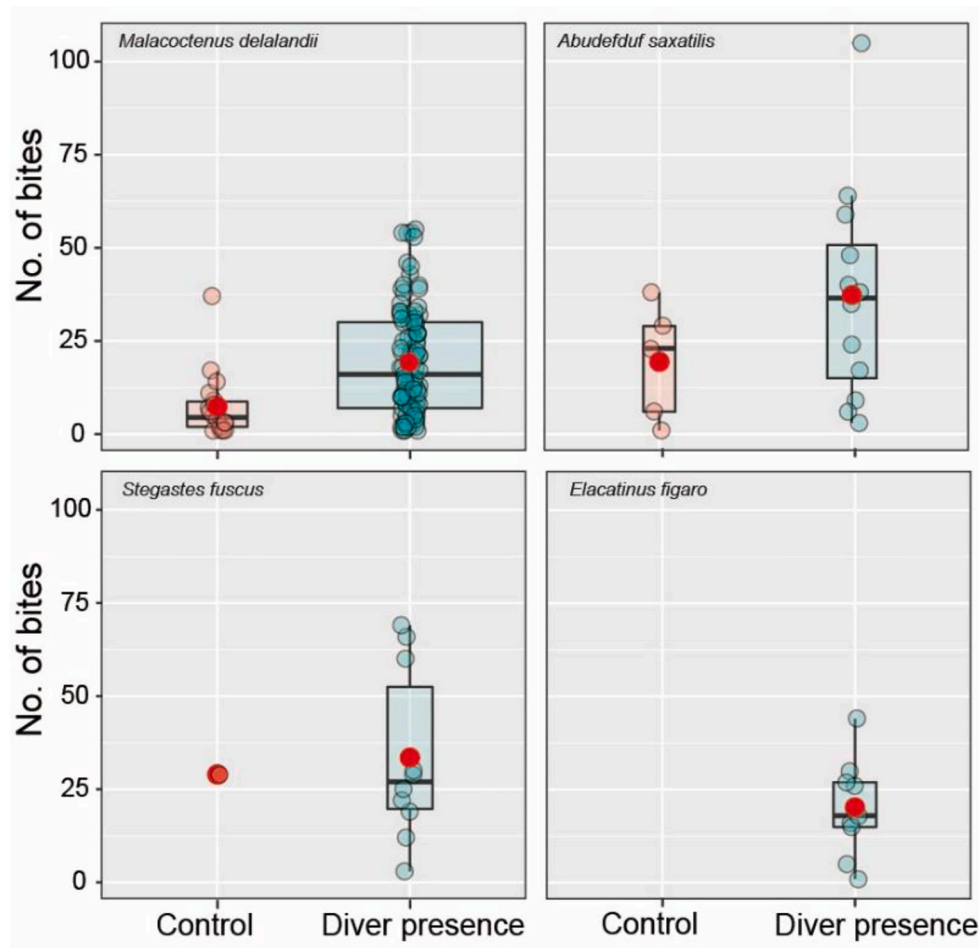 Malacoctenus delalandii
Abudefduf saxatilis
No. of bites
100
75
50
25
0
Stegastes fuscus
Elacatinus figaro
No. of bites
100
75
50
25
0
Control
Diver presence
Control
Diver presence